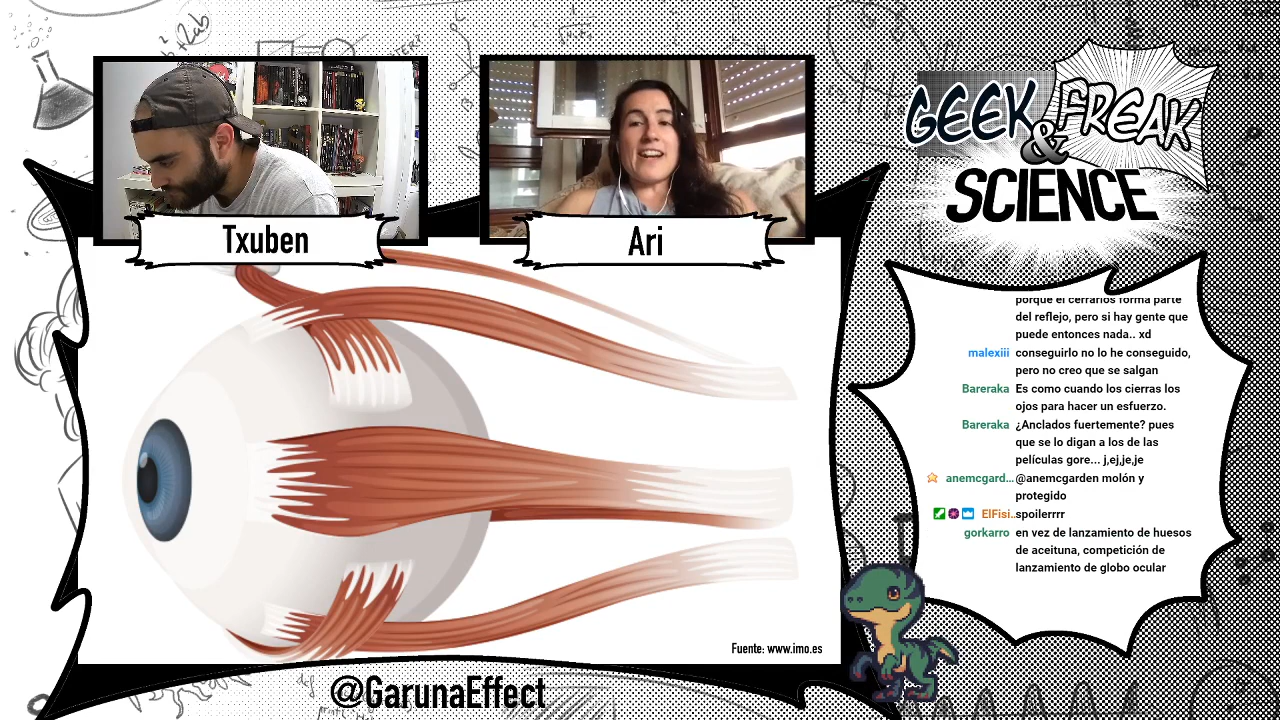 Txuben
Ari
GEEK
&
FREAK
SCIENCE
porque el cerrarlos forma parte
del reflejo, pero si hay gente que
puede entonces nada.. xd
malexiii conseguirlo no lo he conseguido,
pero no creo que se salgan
Bareraka Es como cuando los cierras los
ojos para hacer un esfuerzo.
Bareraka ¿Anclados fuertemente? pues
que se lo digan a los de las
películas gore... j,ej,je,je
anemcgard... @anemcgarden molón y
protegido
ElFisi.. spoilerrrr
gorkarro en vez de lanzamiento de huesos
de aceituna, competición de
lanzamiento de globo ocular
Fuente: www.imo.es
@GarunaEffect